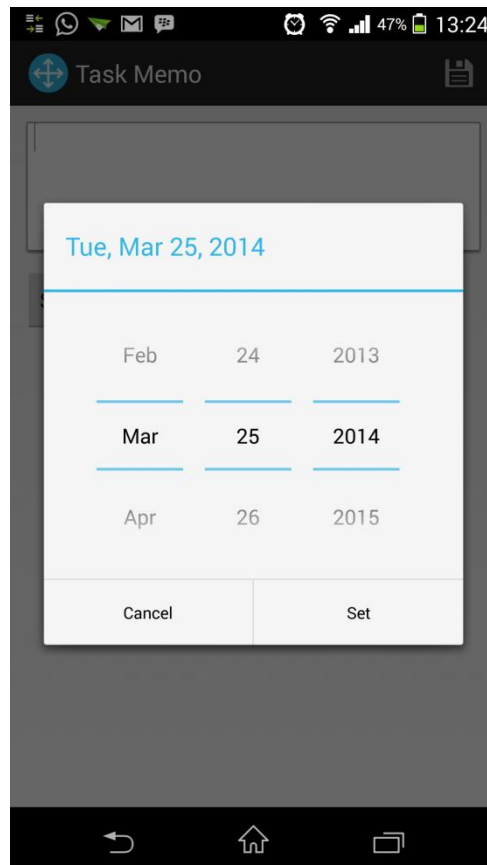 47% 13:24
Task Memo
Tue, Mar 25, 2014
Feb 24 2013
Mar 25 2014
Apr 26 2015
Cancel Set